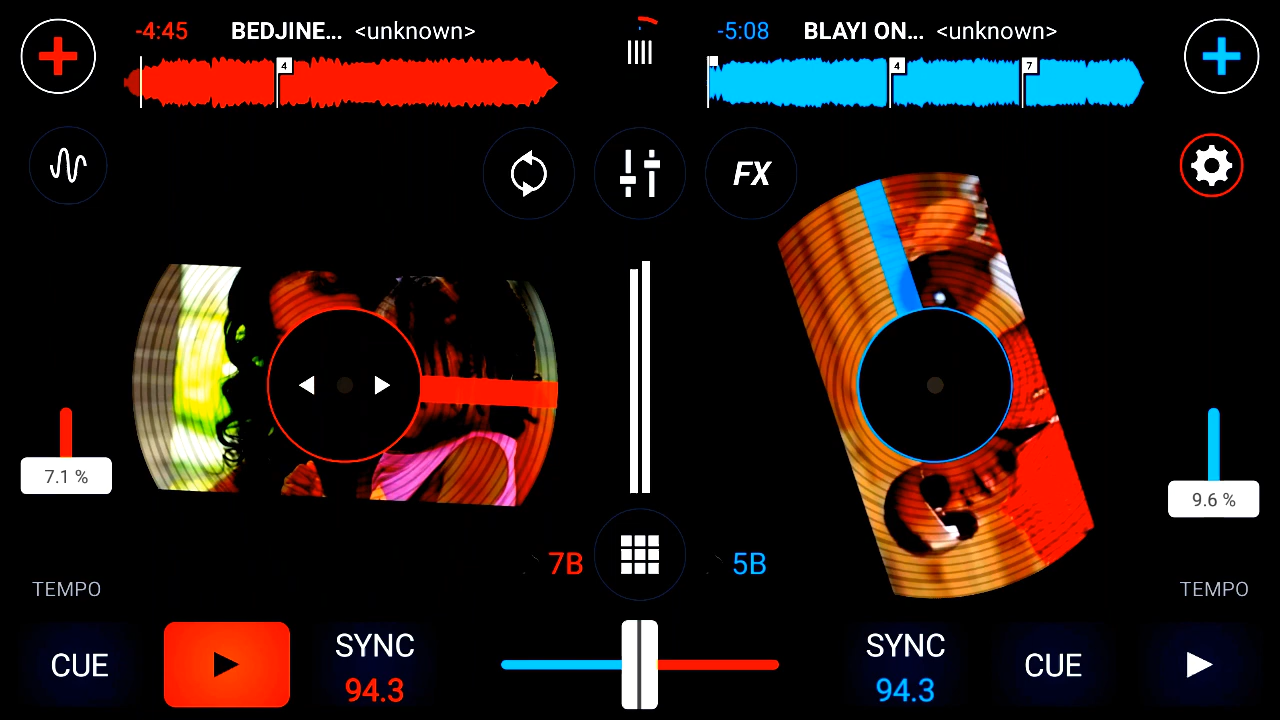 -4:45 BEDJINE... <unknown>
-5:08 BLAYI ON... <unknown>
4
4 7
FX
7.1 %
9.6 %
7B
5B
TEMPO
TEMPO
CUE
SYNC
94.3
SYNC
94.3
CUE